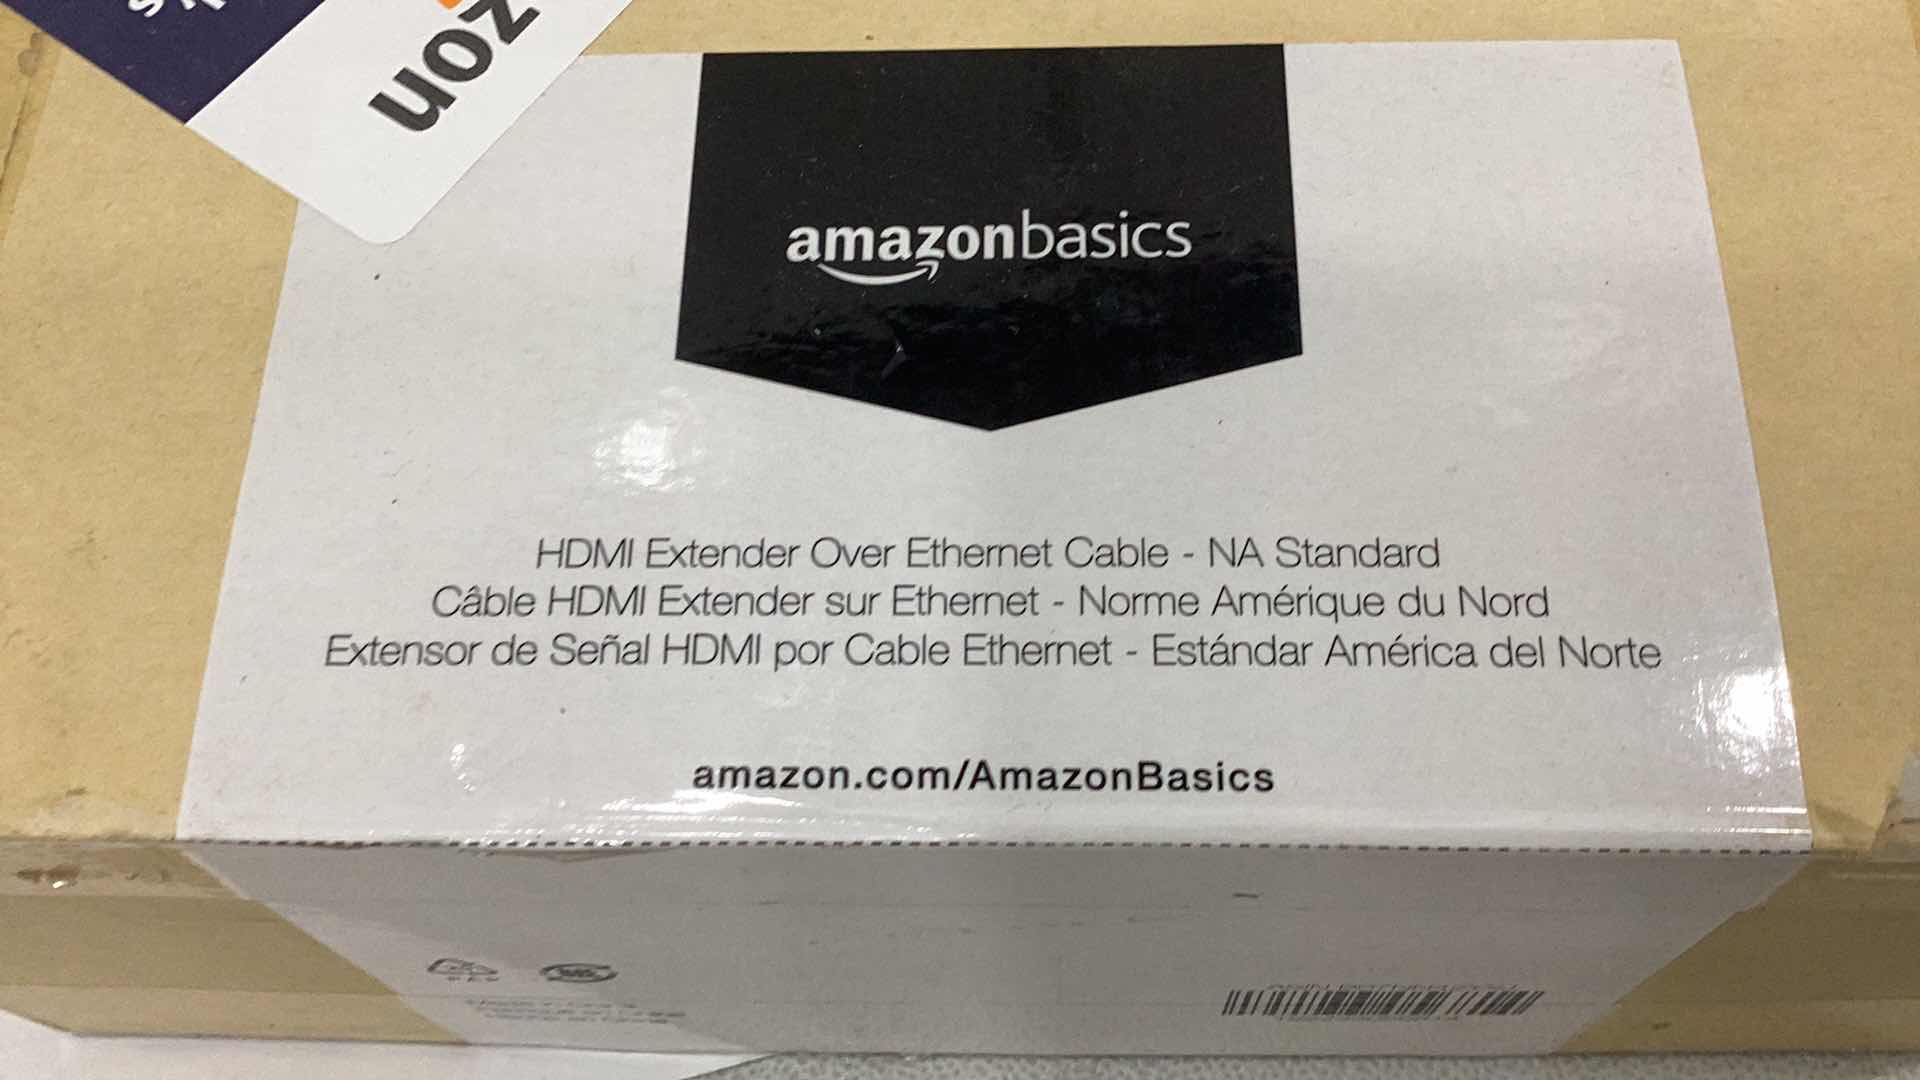 zon
amazonbasics
HDMI Extender Over Ethernet Cable - NA Standard
Câble HDMI Extender sur Ethernet - Norme Amérique du Nord
Extensor de Señal HDMI por Cable Ethernet - Estándar América del Norte
amazon.com/AmazonBasics